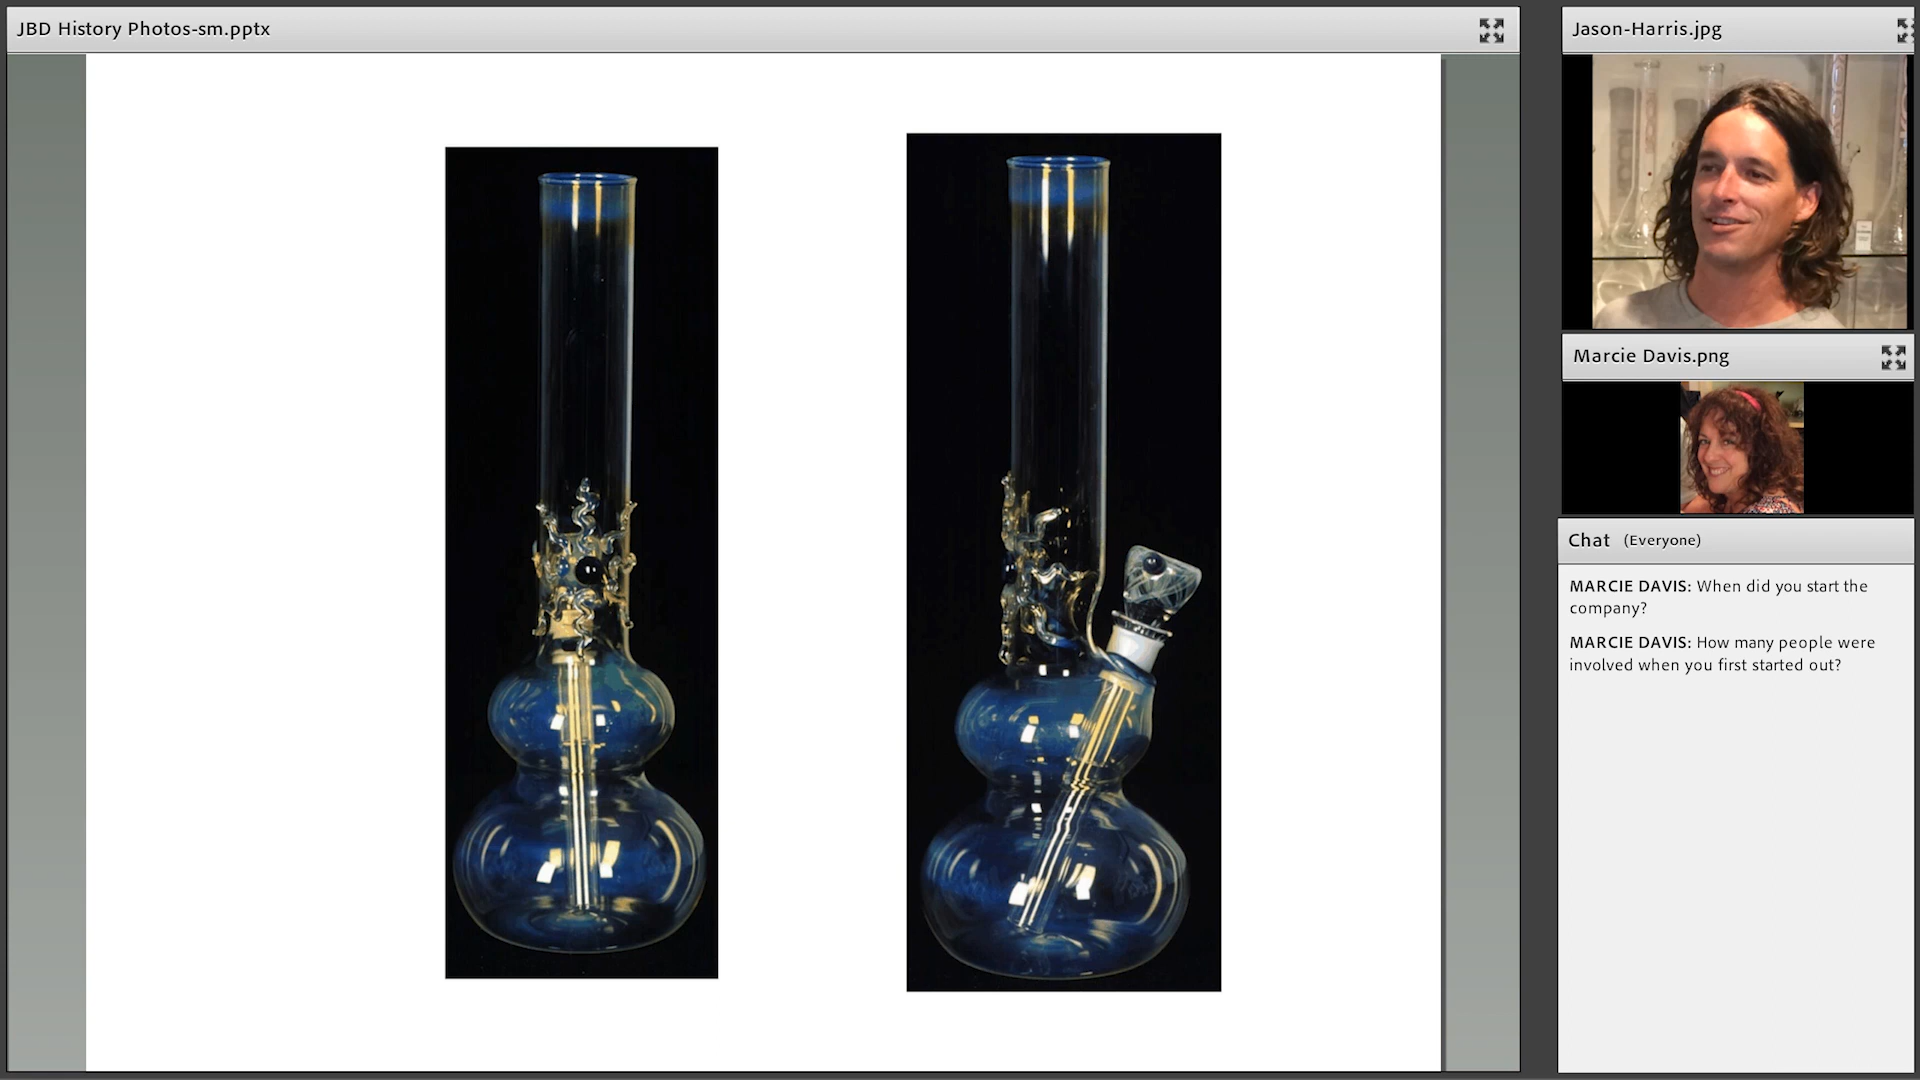 JBD History Photos-sm.pptx
Jason-Harris.jpg
Marcie Davis.png
Chat (Everyone)
MARCIE DAVIS: When did you start the
company?
MARCIE DAVIS: How many people were
involved when you first started out?